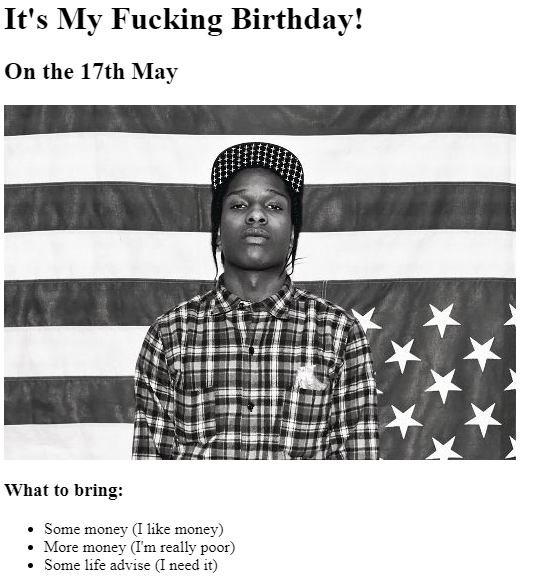 It's My Fucking Birthday!
On the 17th May
What to bring:
Some money (I like money)
More money (I'm really poor)
Some life advise (I need it)